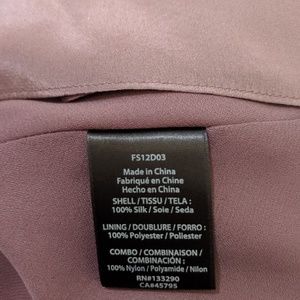 FS12D03
Made in China
Fabriqué en Chine
Hecho en China
SHELL / TISSU / TELA :
100% Silk / Soie / Seda
LINING / DOUBLURE / FORRO :
100% Polyester / Poliester
COMBO / COMBINAISON /
COMBINACIÓN :
100% Nylon / Polyamide / Nilon
RN#133290
CA#45795